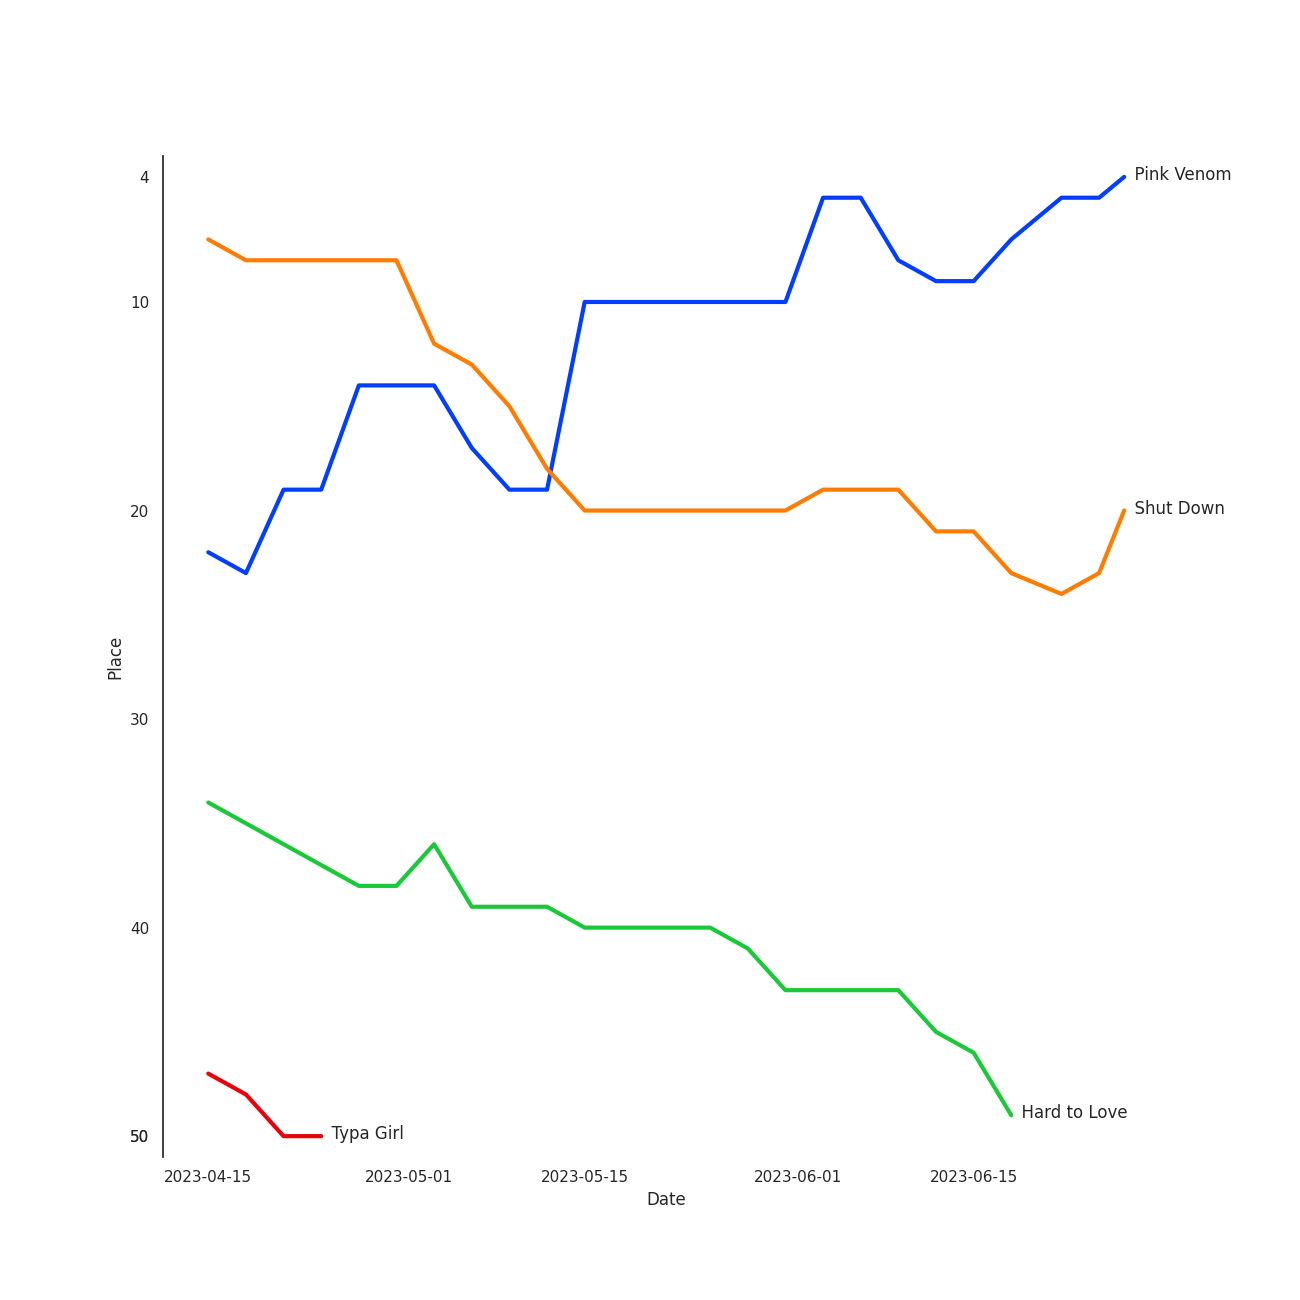 4
Pink Venom
10
20
Shut Down
Place
30
40
Hard to Love
50
Typa Girl
2023-04-15
2023-05-01
2023-05-15
2023-06-01
2023-06-15
Date